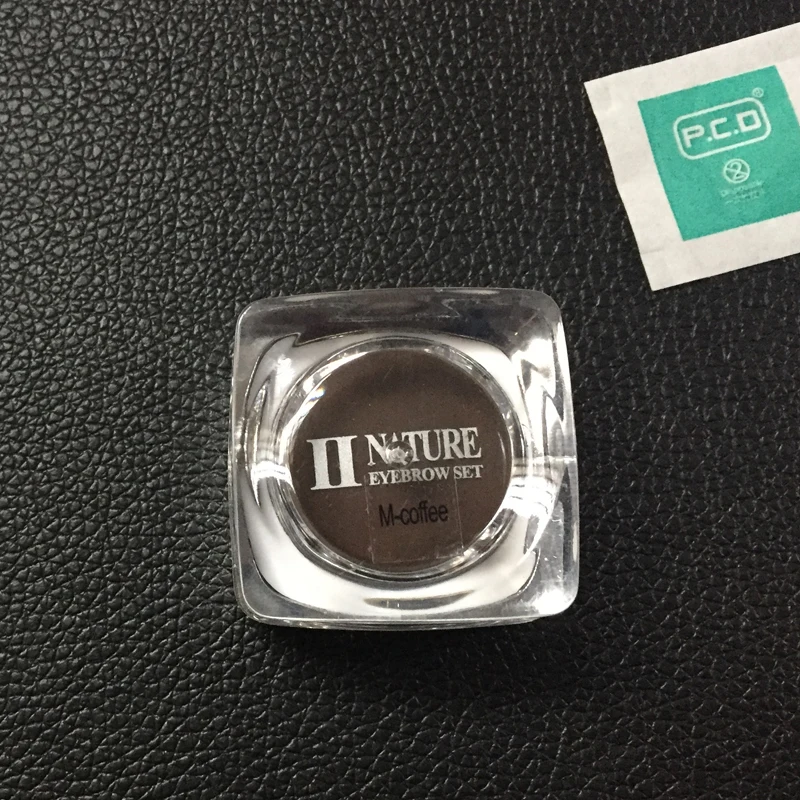 P.C.D
®
II NATURE
EYEBROW SET
M-coffee